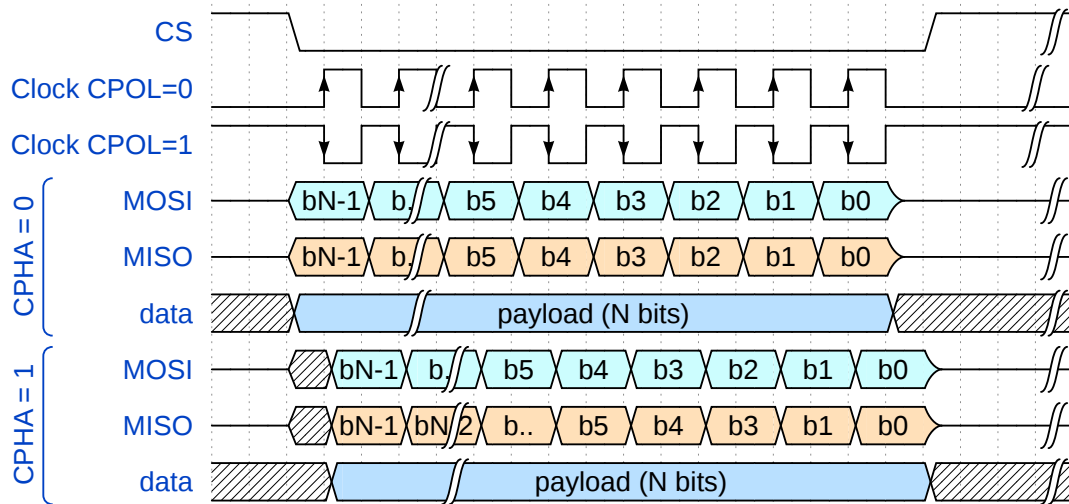 CS
Clock CPOL=0
Clock CPOL=1
CPHA = 0
MOSI bN-1 b. b5 b4 b3 b2 b1 b0
MISO bN-1 b. b5 b4 b3 b2 b1 b0
data payload (N bits)
CPHA = 1
MOSI bN-1 b. b5 b4 b3 b2 b1 b0
MISO bN-1 bN-2 b.. b5 b4 b3 b1 b0
data payload (N bits)